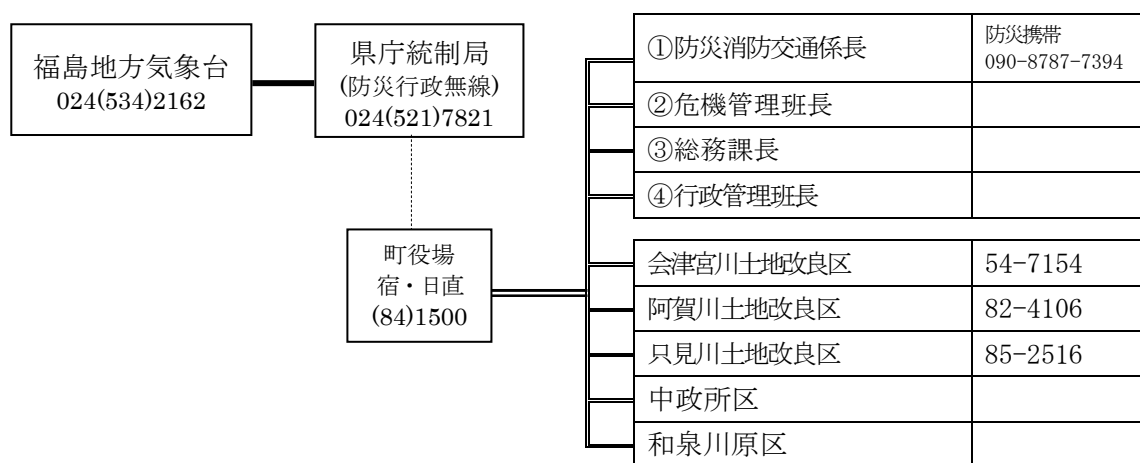 福島地方気象台
024(534)2162
県庁統制局
(防災行政無線)
024(521)7821
町役場
宿・日直
(84)1500
①防災消防交通係長
防災携帯
090-8787-7394
②危機管理班長
③総務課長
④行政管理班長
会津宮川土地改良区 54-7154
阿賀川土地改良区 82-4106
只見川土地改良区 85-2516
中政所区
和泉川原区